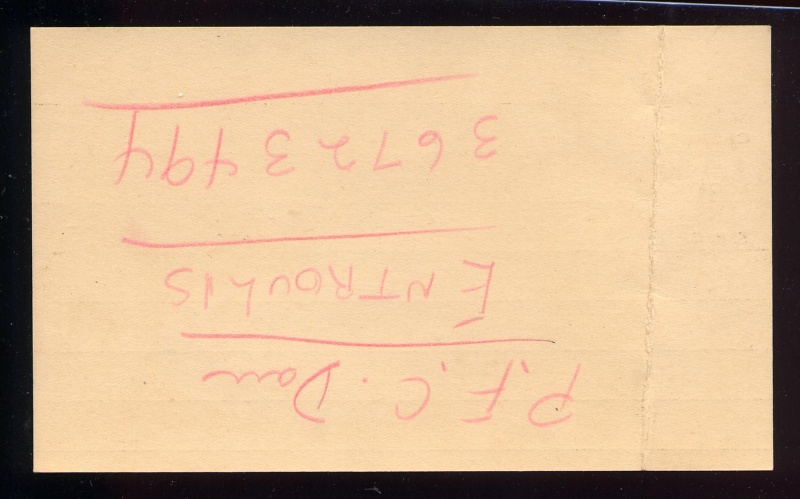 P.F.C. Dan
ENTROULIS
36723494